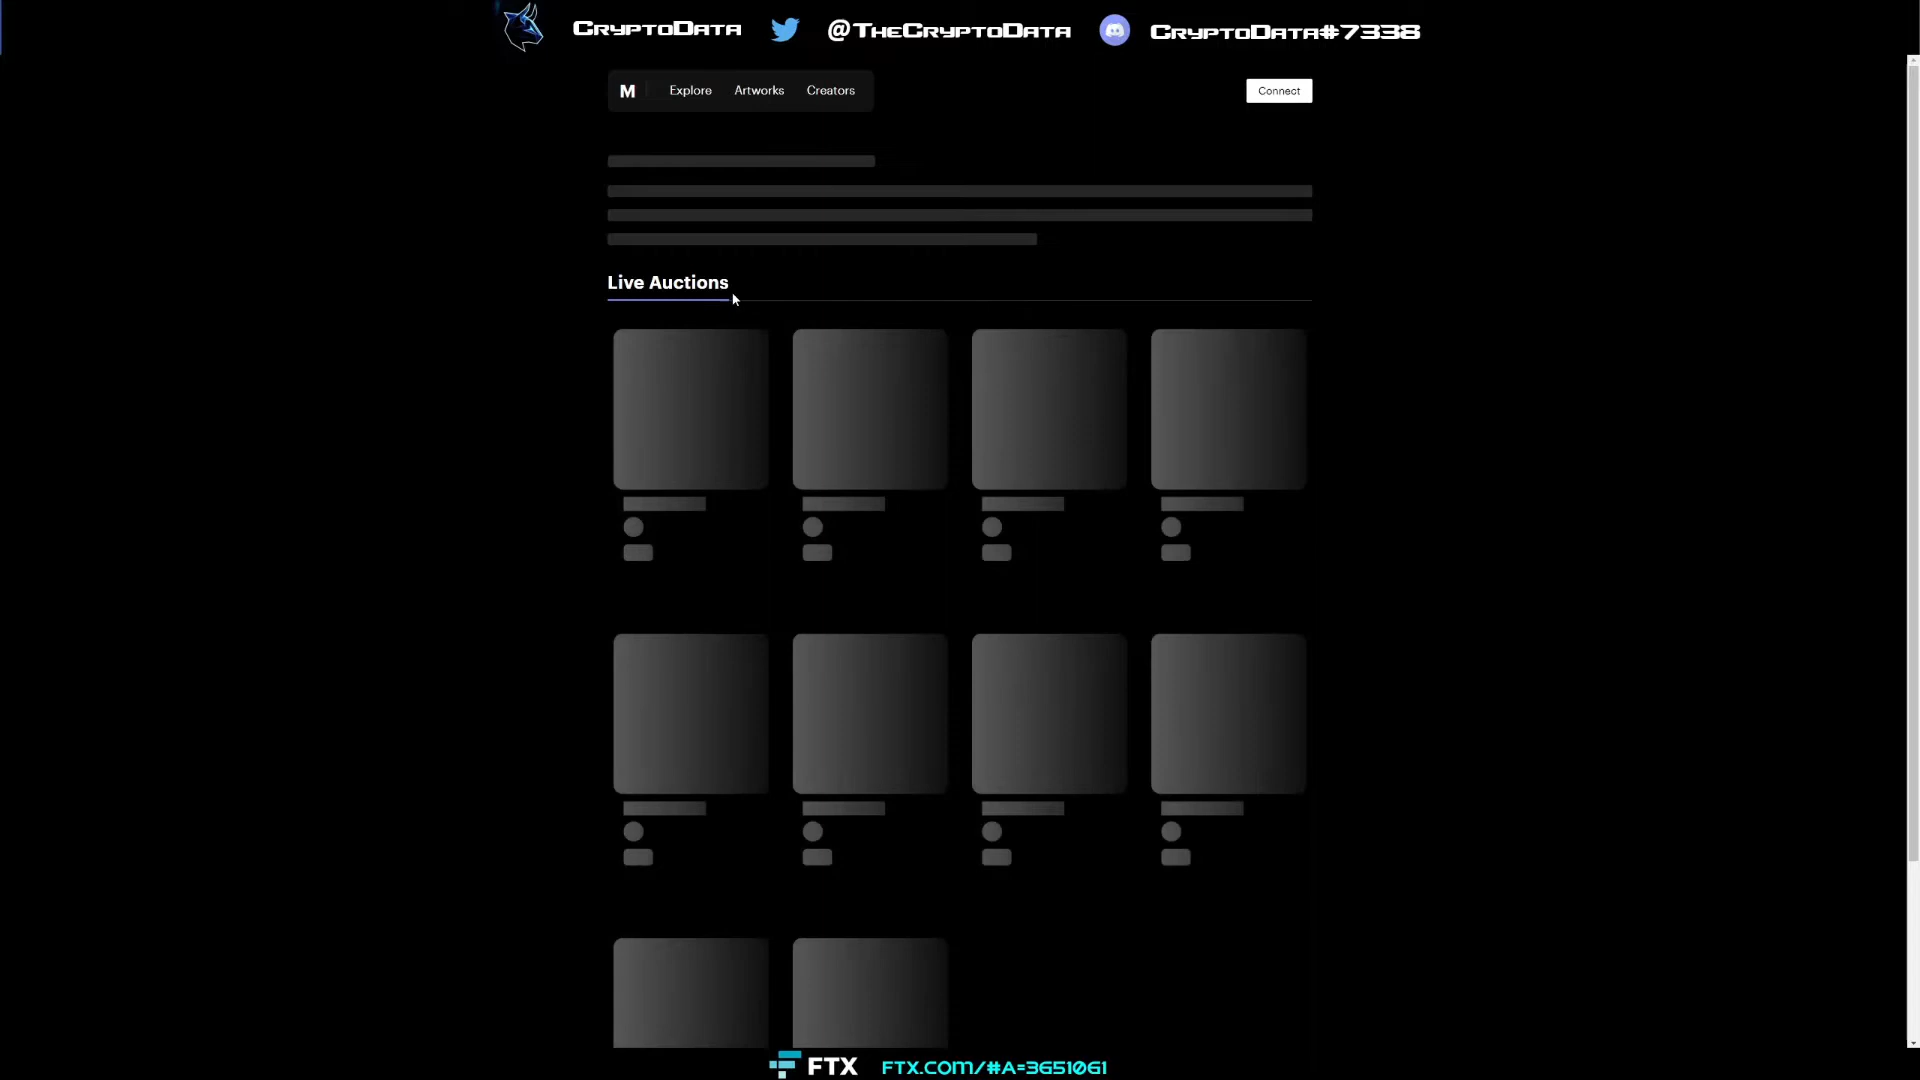 CryptoData @TheCryptoData CryptoData#7338
M Explore Artworks Creators Connect
Live Auctions
FTX FTX.com/#a=3651061